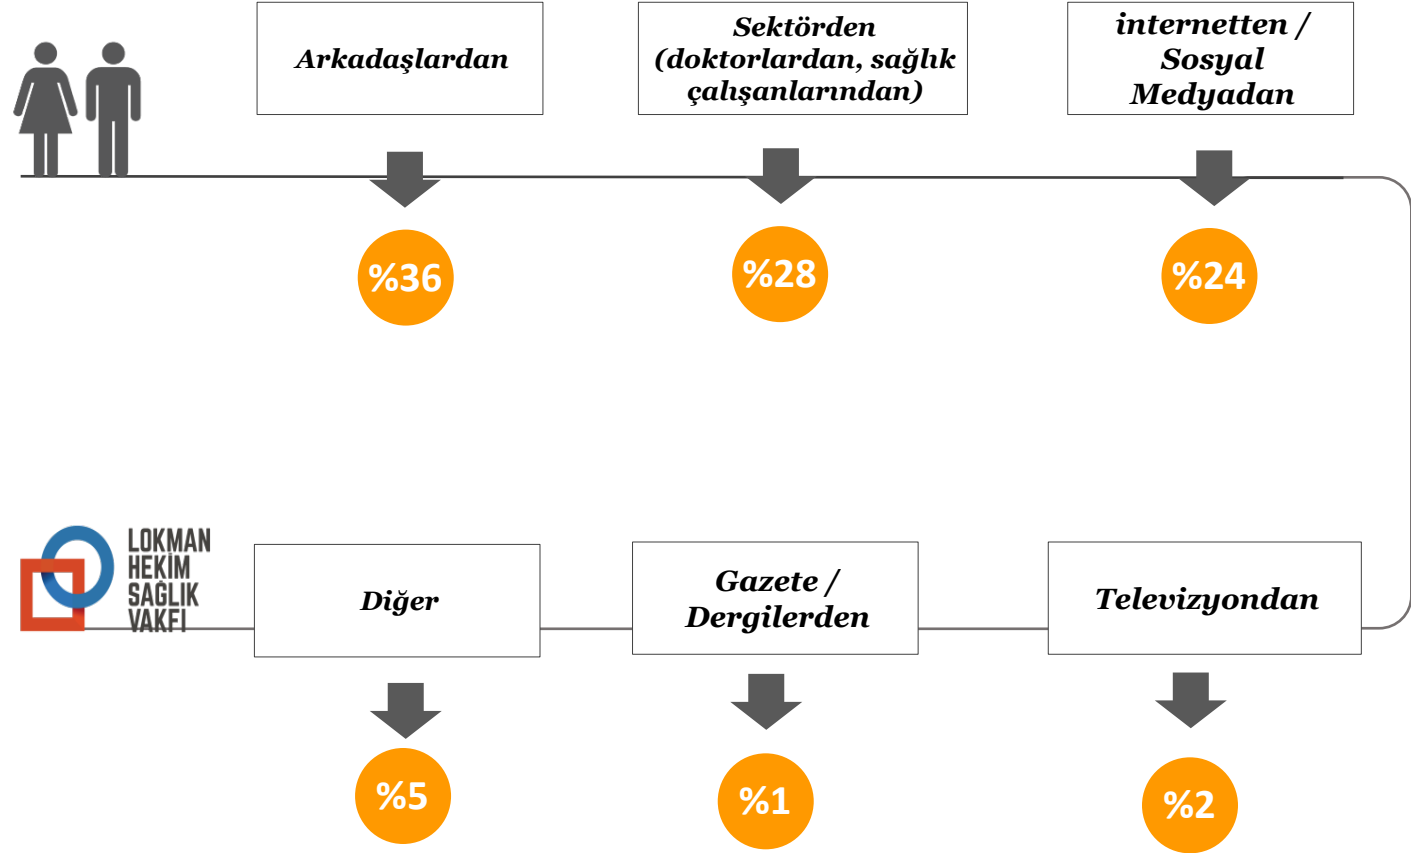 Arkadaşlardan
Sektörden
(doktorlardan, sağlık
çalışanlarından)
internetten /
Sosyal
Medyadan
%36
%28
%24
LOKMAN
HEKİM
SAĞLIK
VAKFI
Diğer
Gazete /
Dergilerden
Televizyondan
%5
%1
%2